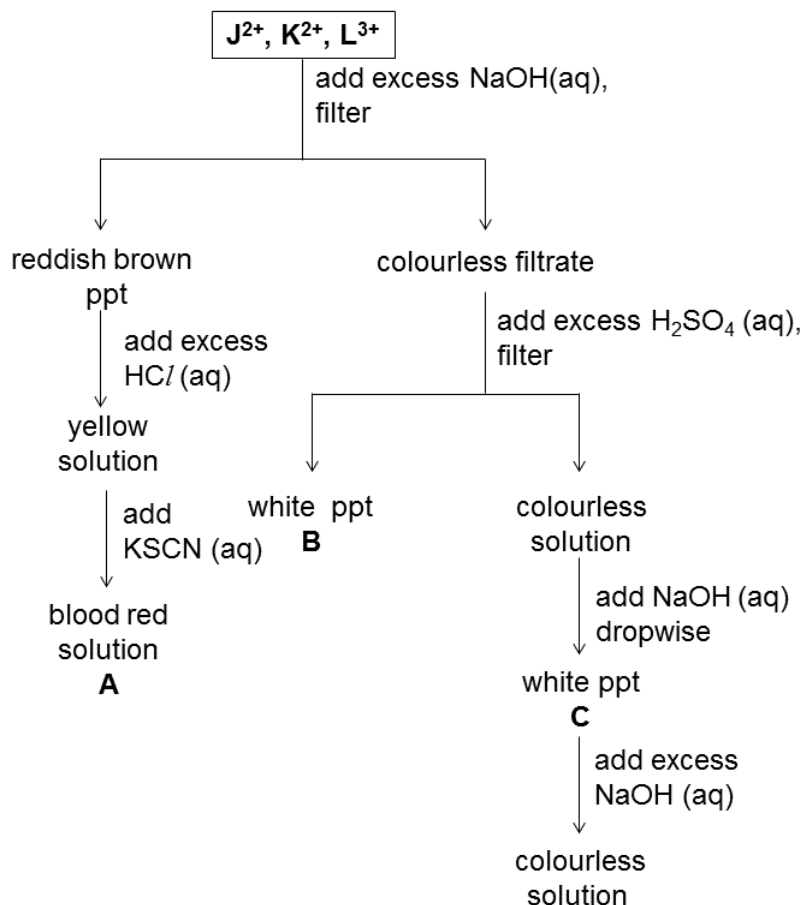 J²⁺, K²⁺, L³⁺
add excess NaOH(aq),
filter
reddish brown
ppt
colourless filtrate
add excess
HCl (aq)
add excess H₂SO₄ (aq),
filter
yellow
solution
white ppt
B
colourless
solution
add
KSCN (aq)
add NaOH (aq)
dropwise
blood red
solution
A
white ppt
C
add excess
NaOH (aq)
colourless
solution